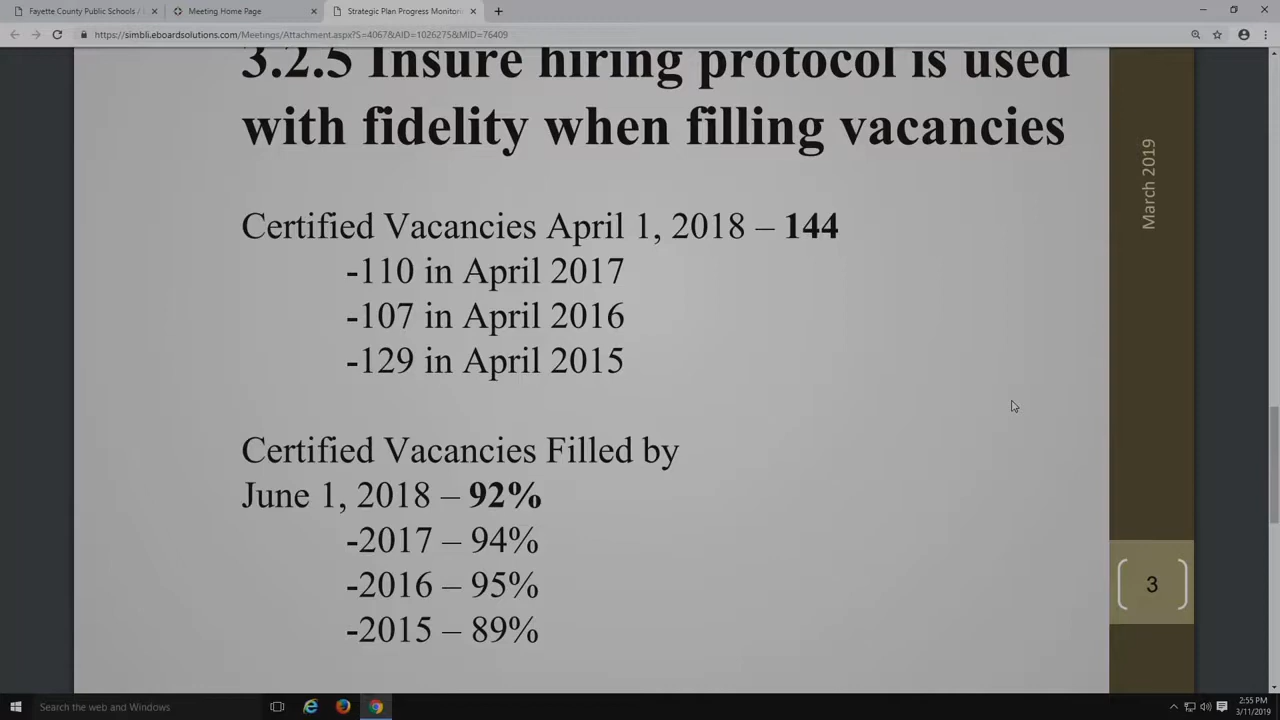 Fayette County Public Schools /
Meeting Home Page
Strategic Plan Progress Monitori
https://simbli.eboardsolutions.com/Meetings/Attachment.aspx?S=4067&AID=1026275&MID=76409
3.2.5 Insure hiring protocol is used
with fidelity when filling vacancies
March 2019
Certified Vacancies April 1, 2018 – 144
-110 in April 2017
-107 in April 2016
-129 in April 2015
Certified Vacancies Filled by
June 1, 2018 – 92%
-2017 – 94%
-2016 – 95%
-2015 – 89%
3
Search the web and Windows
2:55 PM
3/11/2019